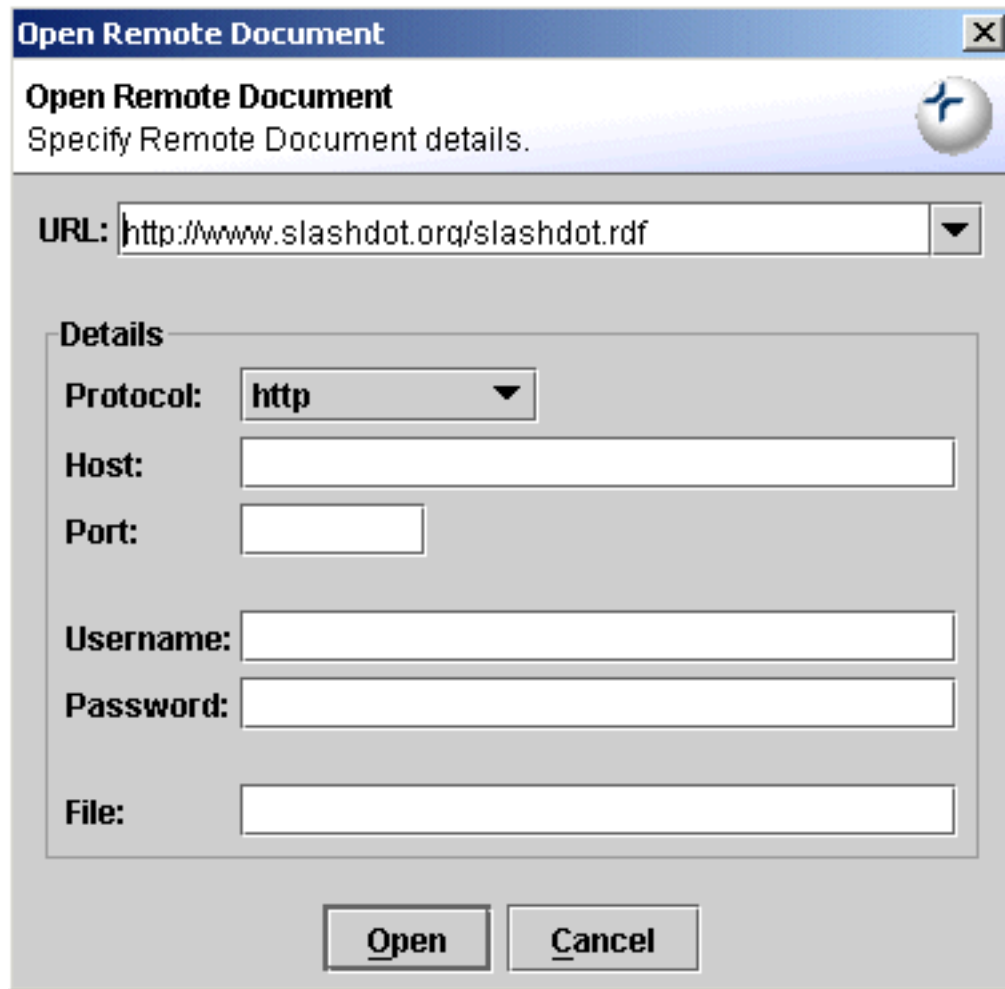 Open Remote Document
Open Remote Document
Specify Remote Document details.
URL: http://www.slashdot.org/slashdot.rdf
Details
Protocol: http
Host:
Port:
Username:
Password:
File:
Open Cancel